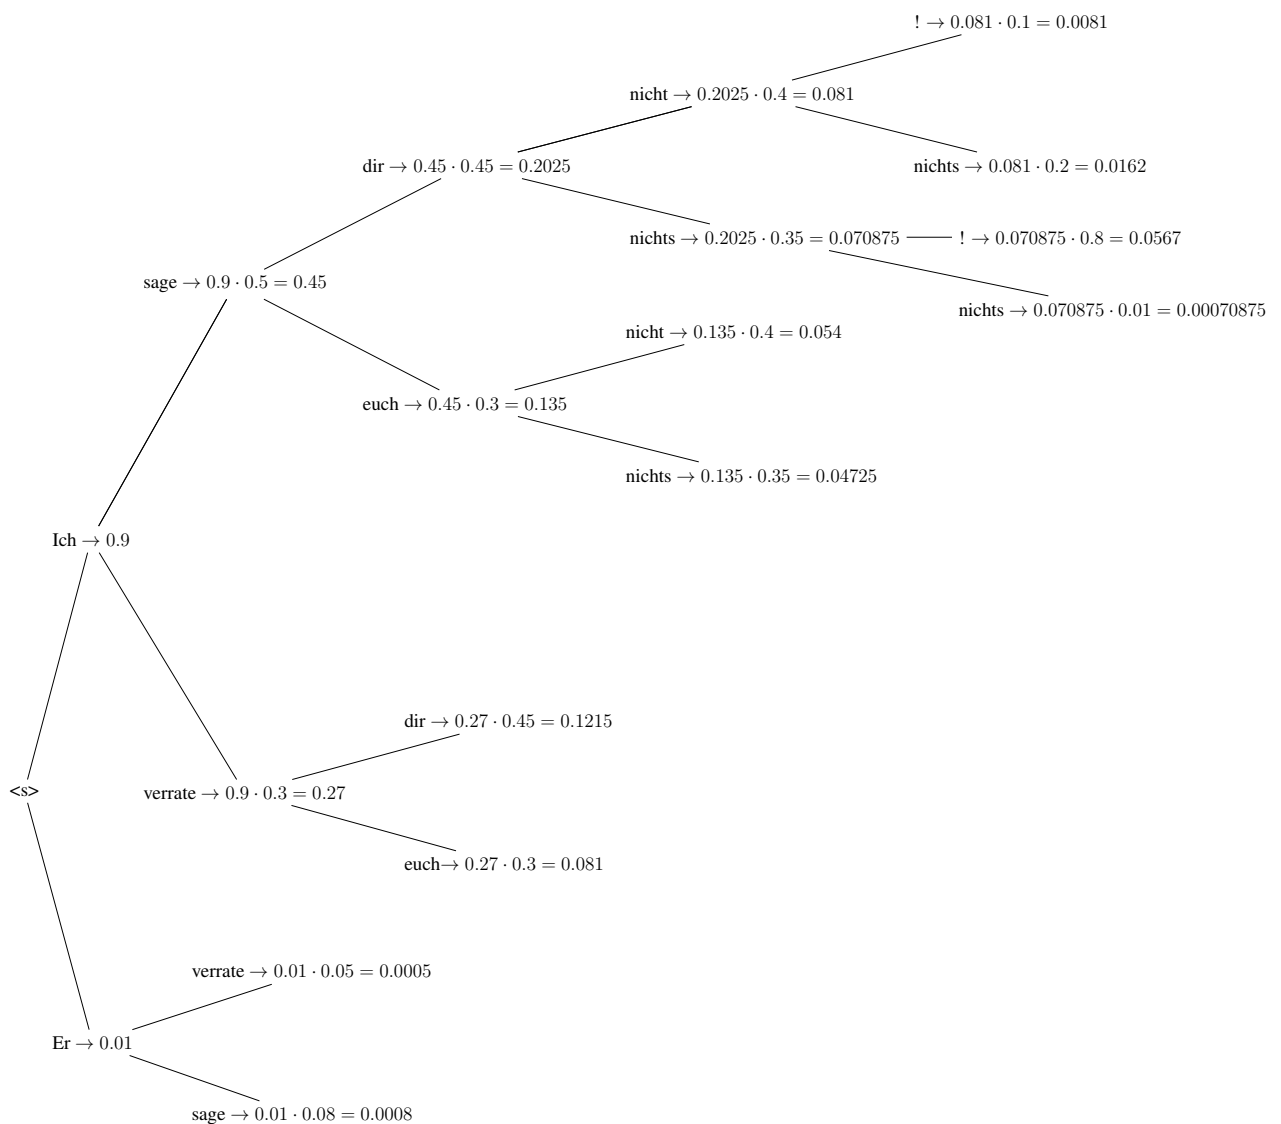 ! → 0.081 · 0.1 = 0.0081
nicht → 0.2025 · 0.4 = 0.081
dir → 0.45 · 0.45 = 0.2025
nichts → 0.081 · 0.2 = 0.0162
nichts → 0.2025 · 0.35 = 0.070875
! → 0.070875 · 0.8 = 0.0567
sage → 0.9 · 0.5 = 0.45
nichts → 0.070875 · 0.01 = 0.00070875
nicht → 0.135 · 0.4 = 0.054
euch → 0.45 · 0.3 = 0.135
nichts → 0.135 · 0.35 = 0.04725
Ich → 0.9
dir → 0.27 · 0.45 = 0.1215
<s>
verrate → 0.9 · 0.3 = 0.27
euch→ 0.27 · 0.3 = 0.081
verrate → 0.01 · 0.05 = 0.0005
Er → 0.01
sage → 0.01 · 0.08 = 0.0008